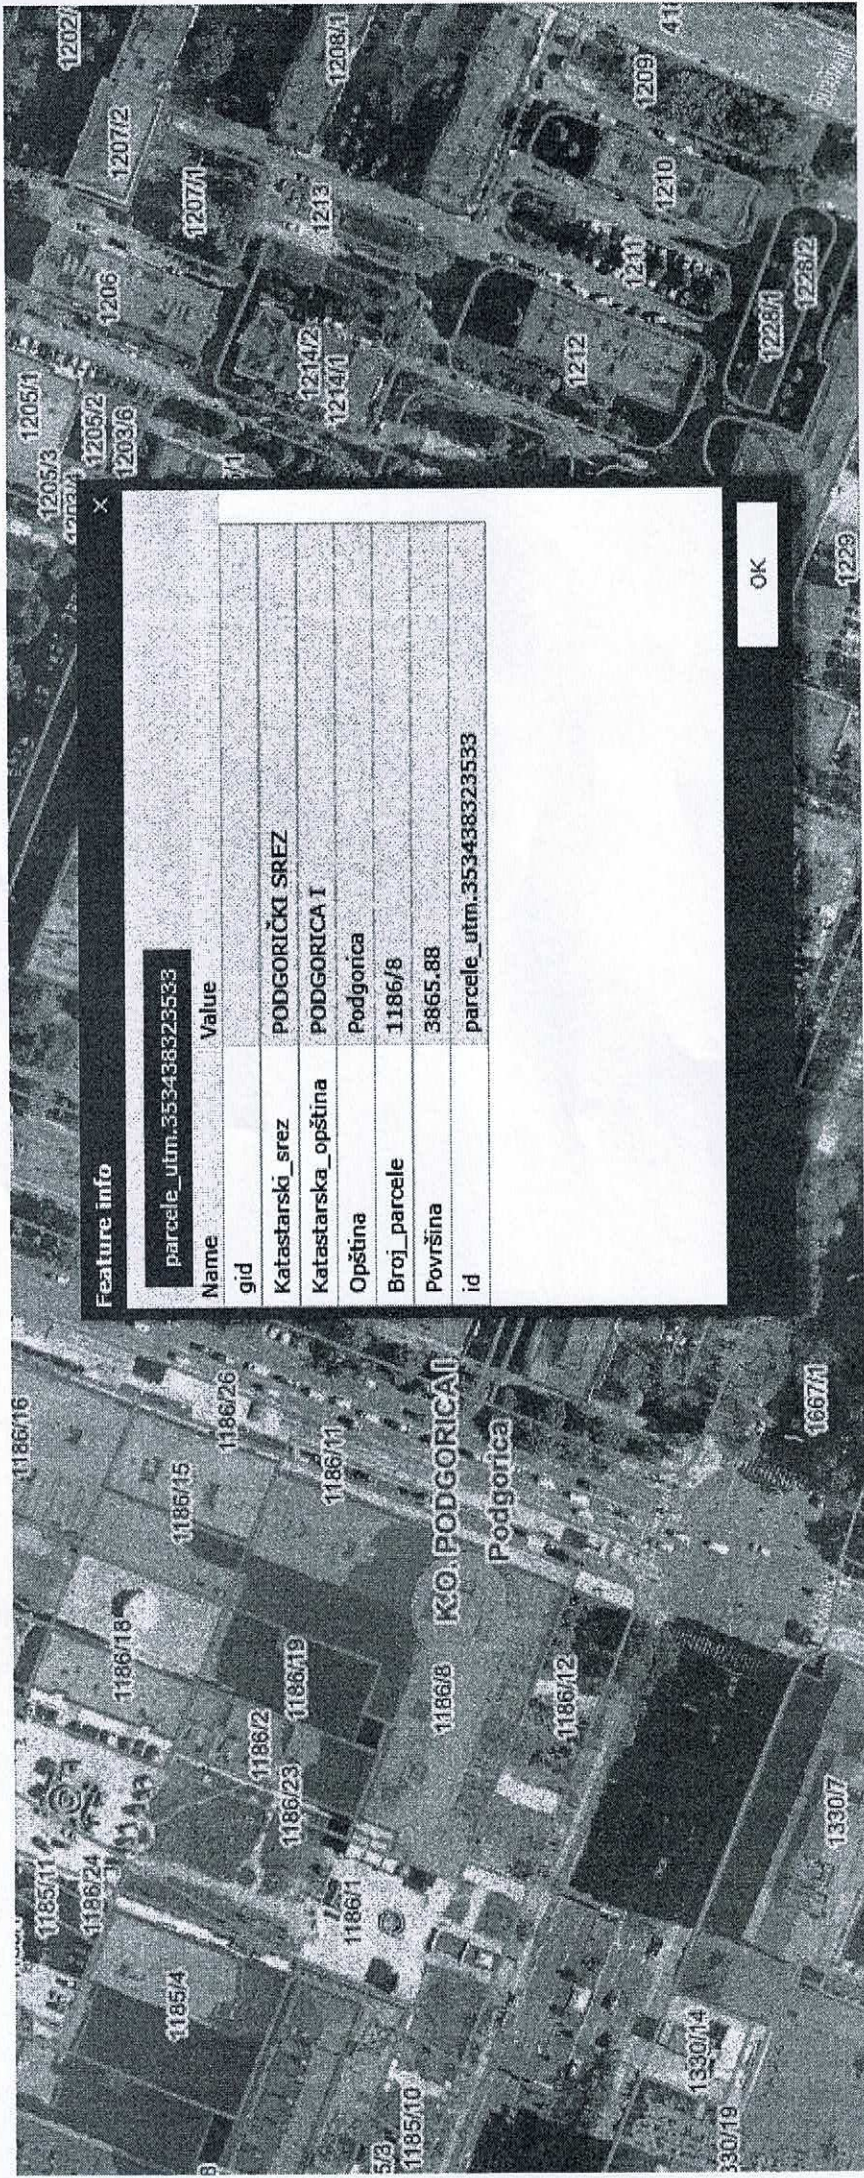 Feature info ×
parcele_utm.353438323533
Name Value
gid
Katastarski_srez PODGORIČKI SREZ
Katastarska_opština PODGORICA I
Opština Podgorica
Broj_parcele 1186/8
Površina 3865.88
id parcele_utm.353438323533
OK
1186/16
1186/15
1186/26
1186/11
1186/18
1186/19
1186/2
1186/23
1186/8
K.O. PODGORICA I
Podgorica
1186/12
1185/11
1186/24
1186/1
1185/4
1185/10
1330/14
1330/7
1667/1
1202/
1207/2
1208/1
1207/1
1206
1213
1209
1210
1211
1214/2
1214/1
1212
1228/1
1228/2
1229
1205/1
1205/3
1205/2
1203/6